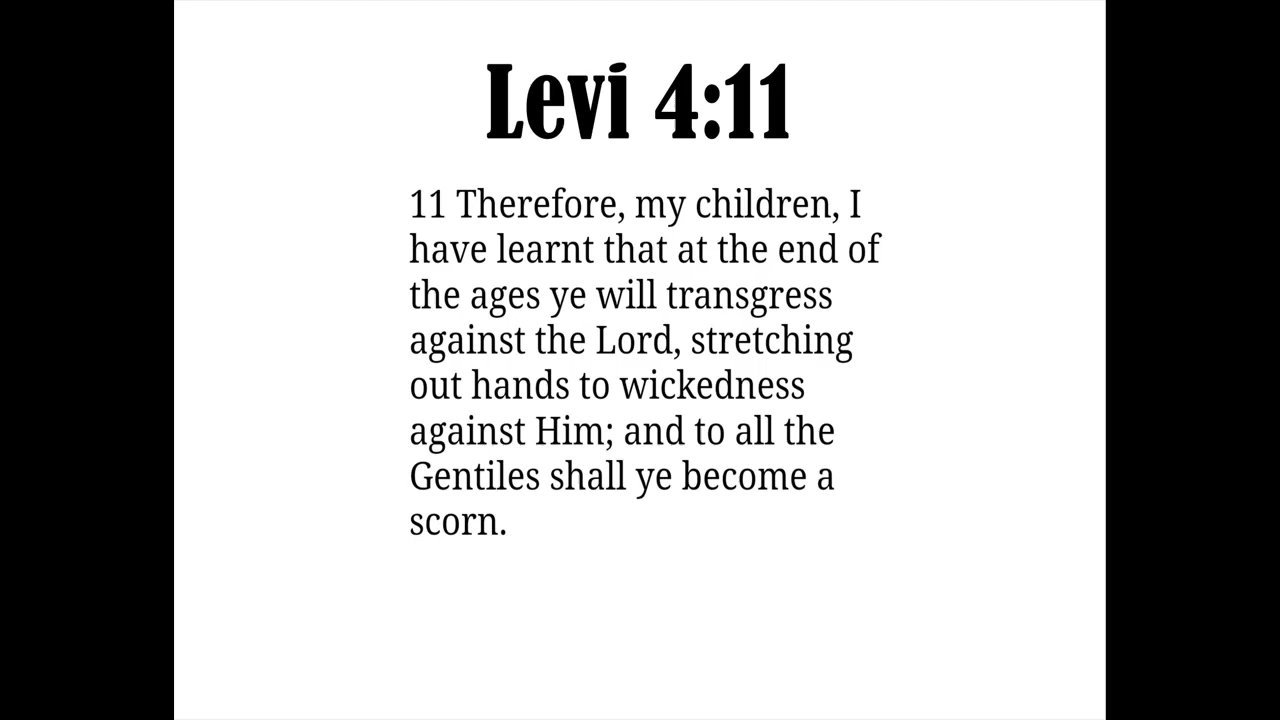 Levi 4:11
11 Therefore, my children, I
have learnt that at the end of
the ages ye will transgress
against the Lord, stretching
out hands to wickedness
against Him; and to all the
Gentiles shall ye become a
scorn.